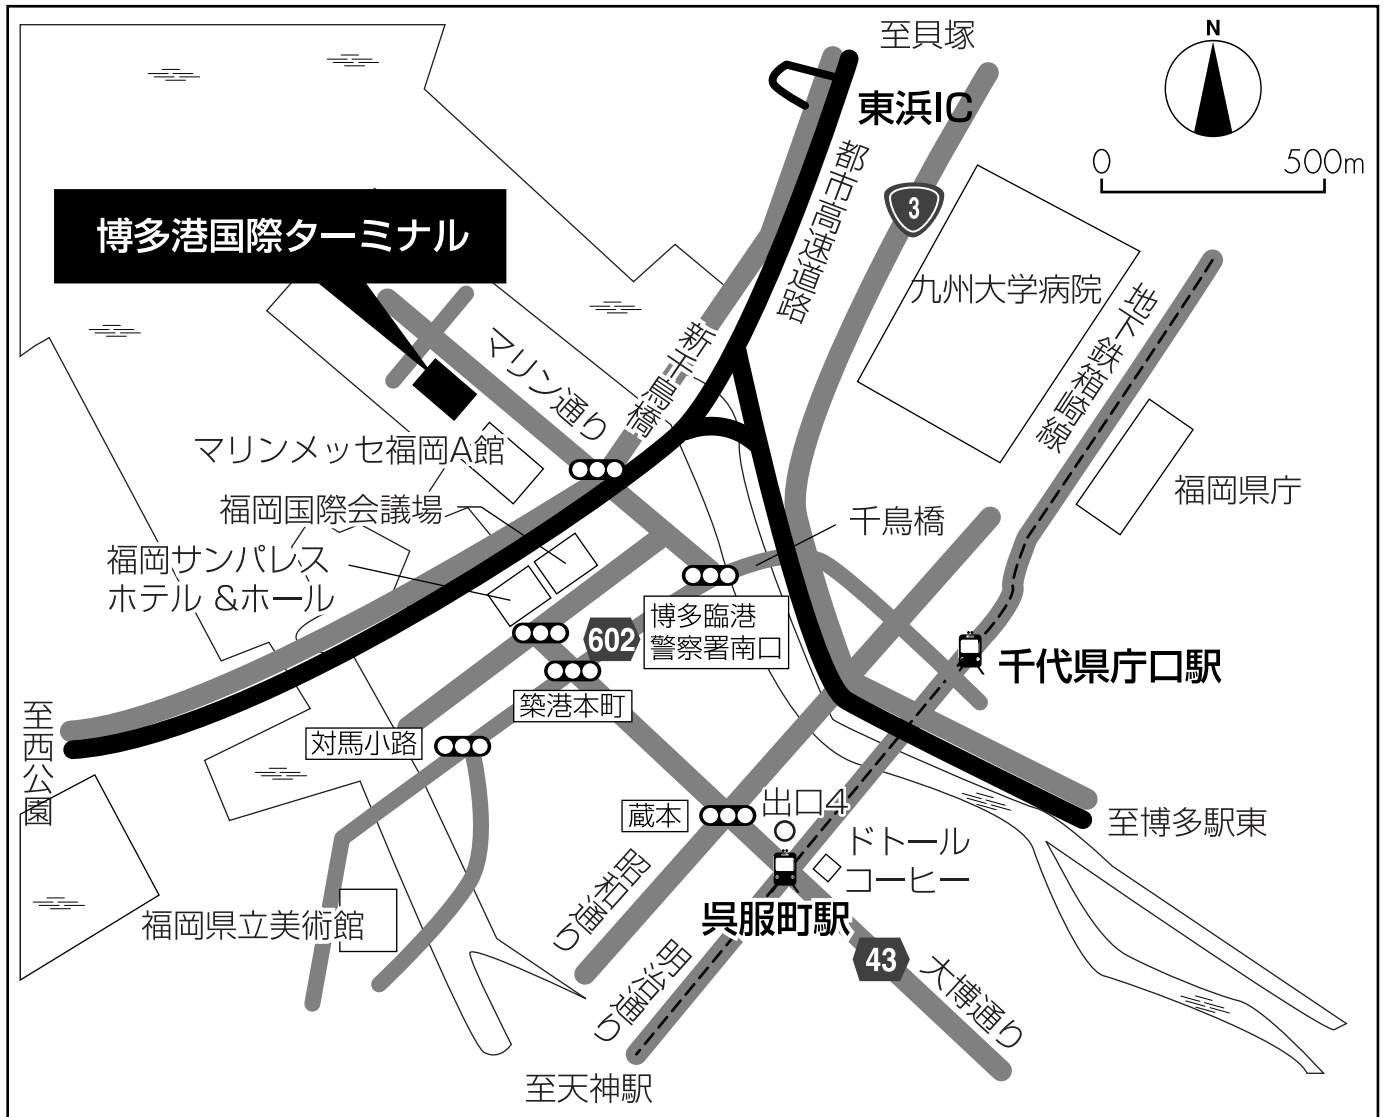 至貝塚
N
東浜IC
0 500m
都市高速道路
3
博多港国際ターミナル
九州大学病院
地下鉄箱崎線
新千鳥橋
マリン通り
マリンメッセ福岡A館
福岡県庁
福岡国際会議場
千鳥橋
福岡サンパレス
ホテル &ホール
博多臨港
警察署南口
602
千代県庁口駅
築港本町
至西公園
対馬小路
蔵本
出口4
至博多駅東
ドトール
コーヒー
昭和通り
福岡県立美術館
呉服町駅
43
明治通り
大博通り
至天神駅